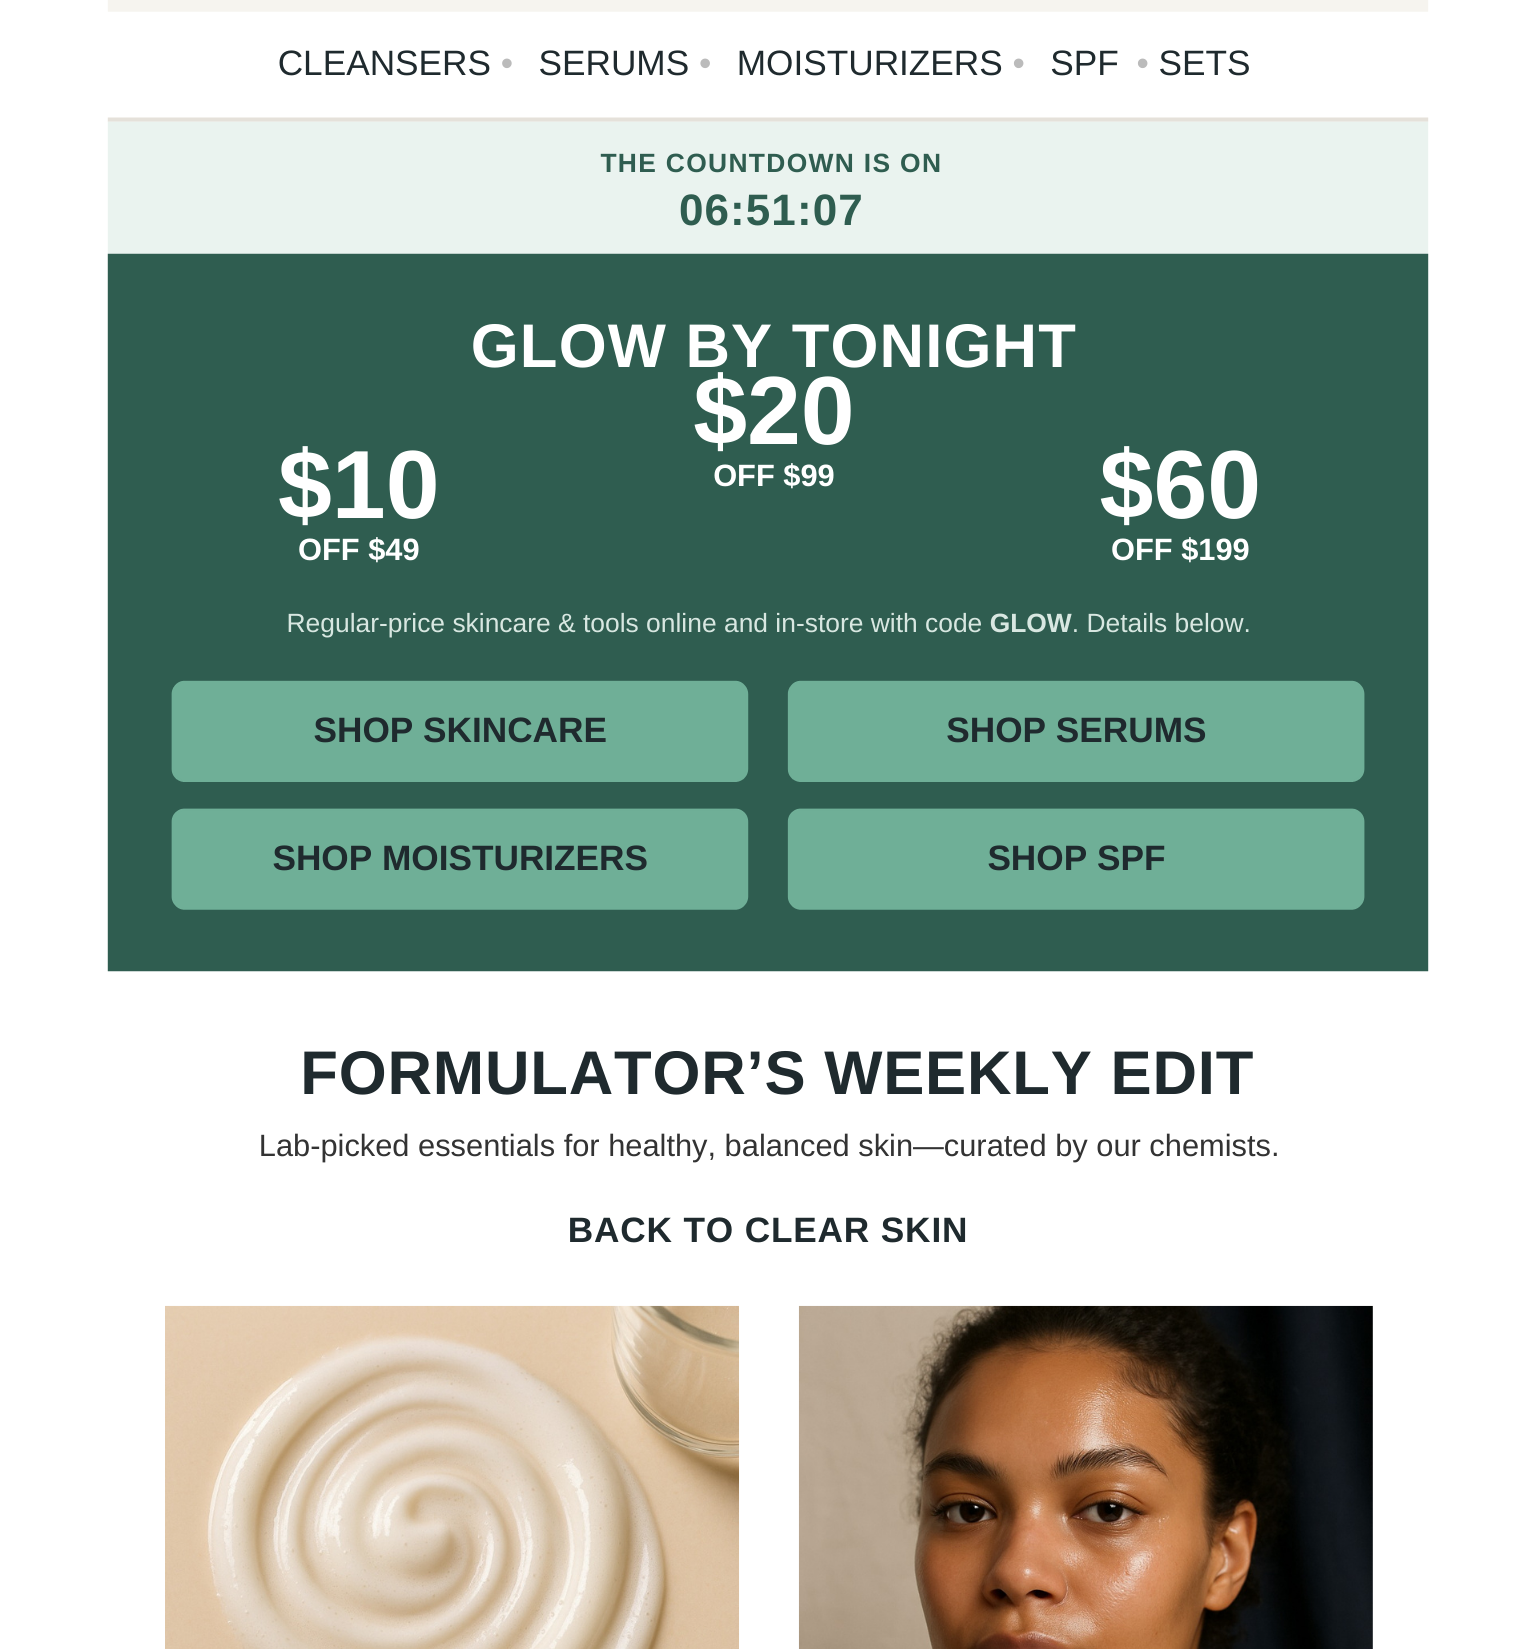 CLEANSERS • SERUMS • MOISTURIZERS • SPF • SETS
THE COUNTDOWN IS ON
06:51:07
GLOW BY TONIGHT
$10
OFF $49
$20
OFF $99
$60
OFF $199
Regular-price skincare & tools online and in-store with code GLOW. Details below.
SHOP SKINCARE
SHOP SERUMS
SHOP MOISTURIZERS
SHOP SPF
FORMULATOR’S WEEKLY EDIT
Lab-picked essentials for healthy, balanced skin—curated by our chemists.
BACK TO CLEAR SKIN